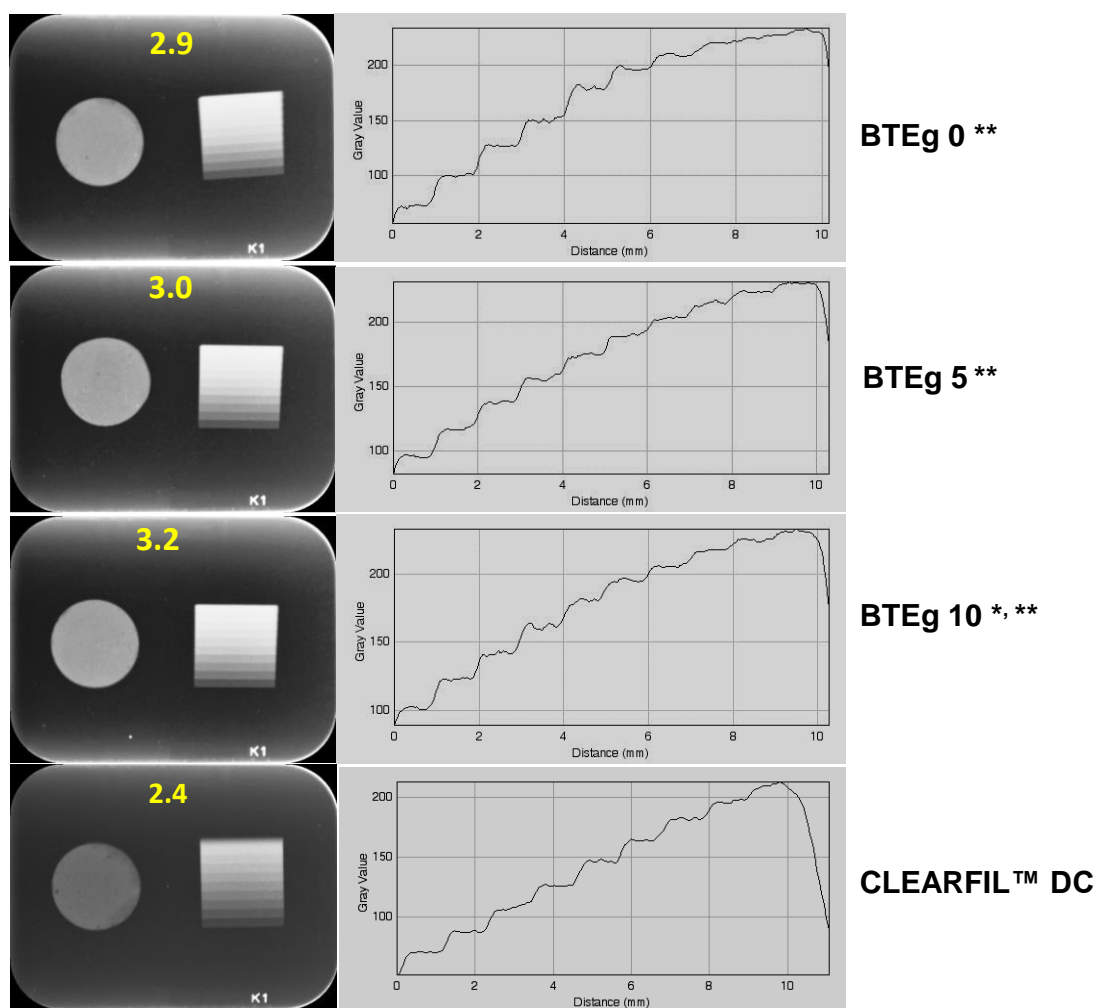 2.9
K1
200
150
100
Gray Value
0 2 4 6 8 10
Distance (mm)
BTEg 0 **
3.0
K1
200
150
100
Gray Value
0 2 4 6 8 10
Distance (mm)
BTEg 5 **
3.2
K1
200
150
100
Gray Value
0 2 4 6 8 10
Distance (mm)
BTEg 10 *, **
2.4
K1
200
150
100
Gray Value
0 2 4 6 8 10
Distance (mm)
CLEARFIL™ DC